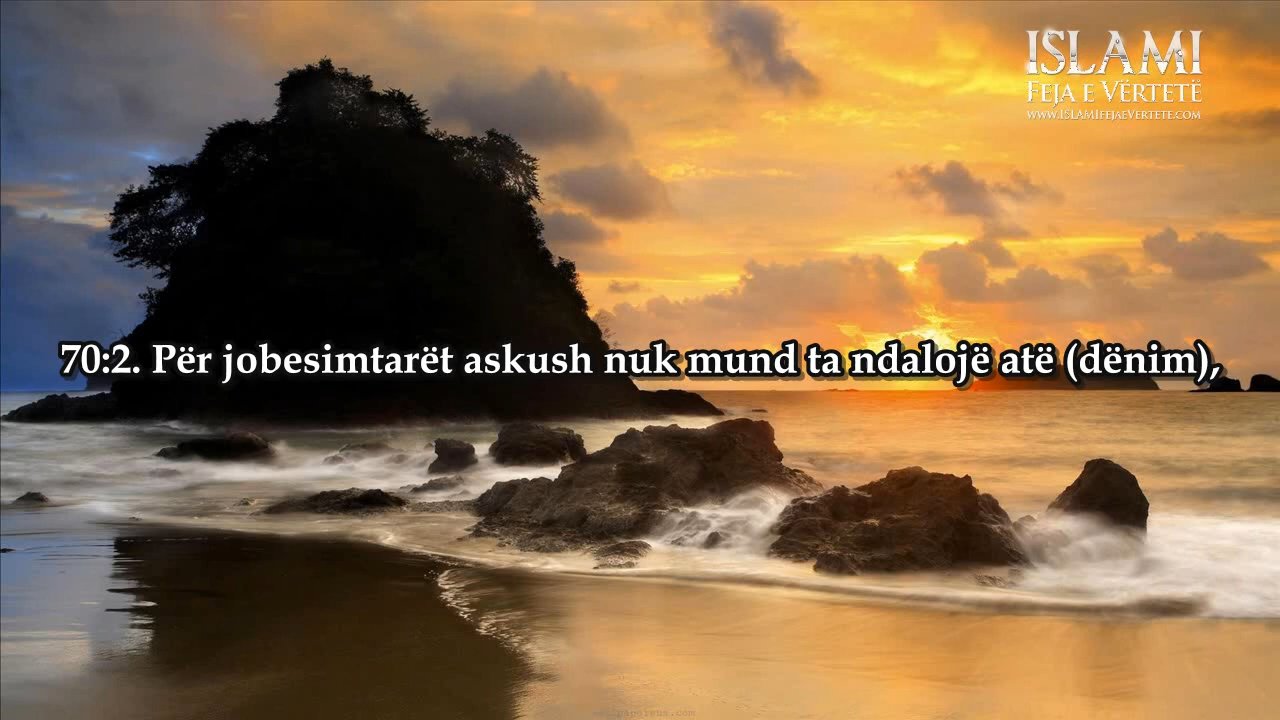 ISLAMI
FEJA E VËRTETË
WWW.ISLAMIFEJAEVERTETE.COM
70:2. Për jobesimtarët askush nuk mund ta ndalojë atë (dënim),